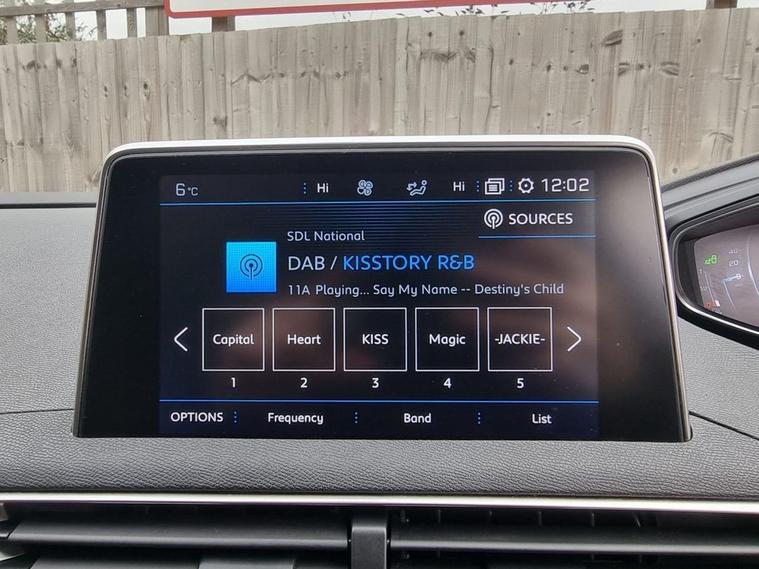 6°C Hi Hi 12:02
SOURCES
SDL National
DAB / KISSTORY R&B
11A Playing... Say My Name -- Destiny's Child
Capital Heart KISS Magic -JACKIE-
1 2 3 4 5
OPTIONS Frequency Band List